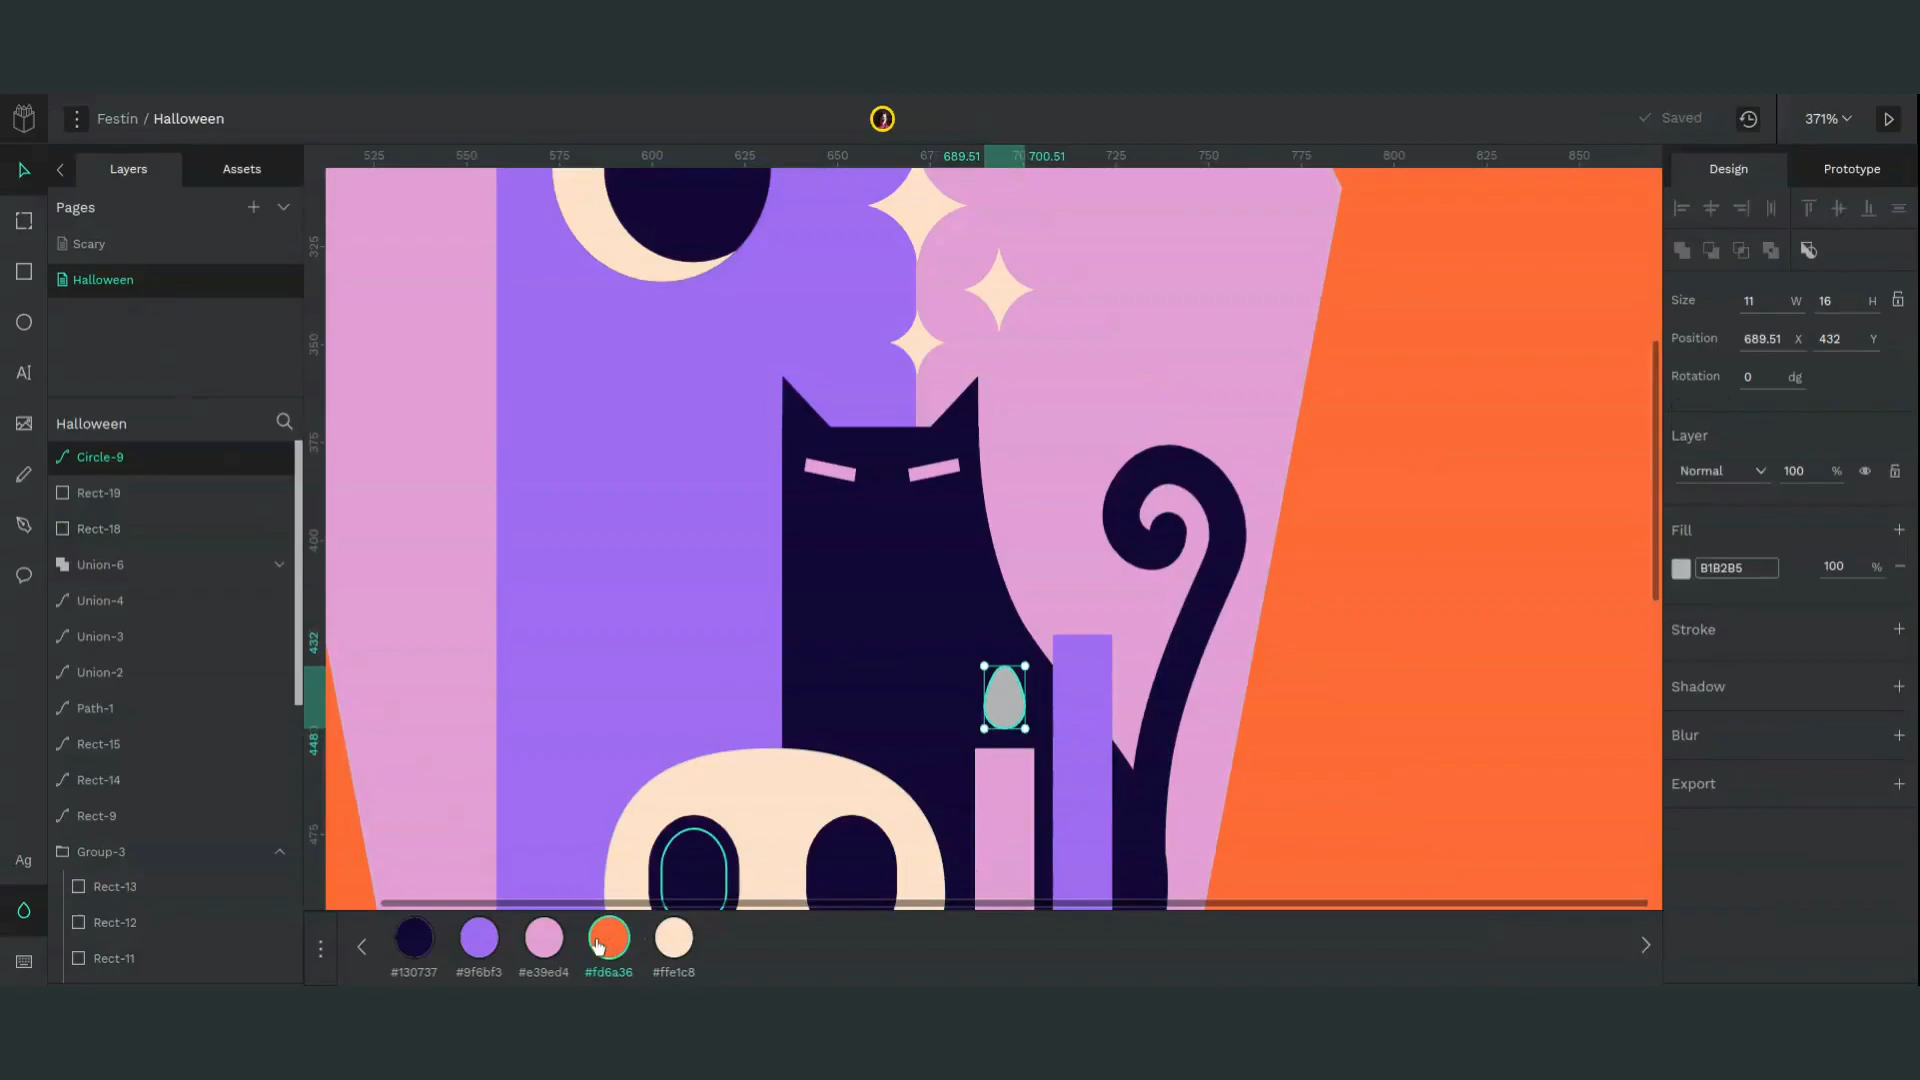 Festin / Halloween
Saved
371%
Layers
Assets
525 550 575 600 625 650 67 689.51 70 700.51 725 750 775 800 825 850
Design
Prototype
Pages
Scary
Halloween
325
350
375
400
432
448
475
Size 11 W 16 H
Position 689.51 X 432 Y
Rotation 0 dg
Halloween
Circle-9
Rect-19
Rect-18
Union-6
Union-4
Union-3
Union-2
Path-1
Rect-15
Rect-14
Rect-9
Group-3
Rect-13
Rect-12
Rect-11
Layer
Normal 100 %
Fill
B1B2B5 100 %
Stroke
Shadow
Blur
Export
AI
Ag
#130737 #9f6bf3 #e39ed4 #fd6a36 #ffe1c8